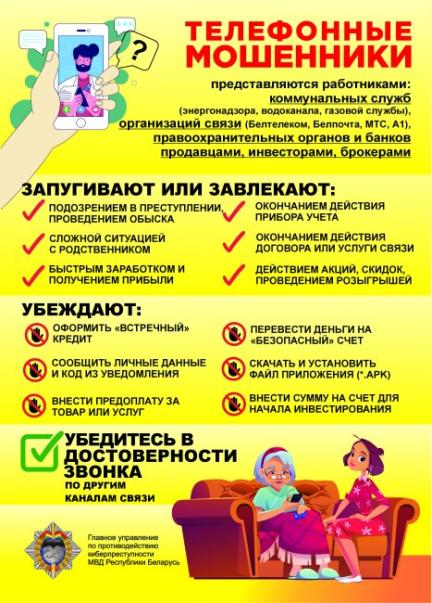 ?
ТЕЛЕФОННЫЕ
МОШЕННИКИ
представляются работниками:
коммунальных служб
(энергонадзора, водоканала, газовой службы),
организаций связи (Белтелеком, Белпочта, МТС, А1),
правоохранительных органов и банков
продавцами, инвесторами, брокерами
ЗАПУГИВАЮТ ИЛИ ЗАВЛЕКАЮТ:
ПОДОЗРЕНИЕМ В ПРЕСТУПЛЕНИИ,
ПРОВЕДЕНИЕМ ОБЫСКА
СЛОЖНОЙ СИТУАЦИЕЙ
С РОДСТВЕННИКОМ
БЫСТРЫМ ЗАРАБОТКОМ И
ПОЛУЧЕНИЕМ ПРИБЫЛИ
ОКОНЧАНИЕМ ДЕЙСТВИЯ
ПРИБОРА УЧЕТА
ОКОНЧАНИЕМ ДЕЙСТВИЯ
ДОГОВОРА ИЛИ УСЛУГИ СВЯЗИ
ДЕЙСТВИЕМ АКЦИЙ, СКИДОК,
ПРОВЕДЕНИЕМ РОЗЫГРЫШЕЙ
УБЕЖДАЮТ:
ОФОРМИТЬ «ВСТРЕЧНЫЙ»
КРЕДИТ
СООБЩИТЬ ЛИЧНЫЕ ДАННЫЕ
И КОД ИЗ УВЕДОМЛЕНИЯ
ВНЕСТИ ПРЕДОПЛАТУ ЗА
ТОВАР ИЛИ УСЛУГ
ПЕРЕВЕСТИ ДЕНЬГИ НА
«БЕЗОПАСНЫЙ» СЧЕТ
СКАЧАТЬ И УСТАНОВИТЬ
ФАЙЛ ПРИЛОЖЕНИЯ (*.APK)
ВНЕСТИ СУММУ НА СЧЕТ ДЛЯ
НАЧАЛА ИНВЕСТИРОВАНИЯ
УБЕДИТЕСЬ В
ДОСТОВЕРНОСТИ
ЗВОНКА
ПО ДРУГИМ
КАНАЛАМ СВЯЗИ
Главное управление
по противодействию
киберпреступности
МВД Республики Беларусь